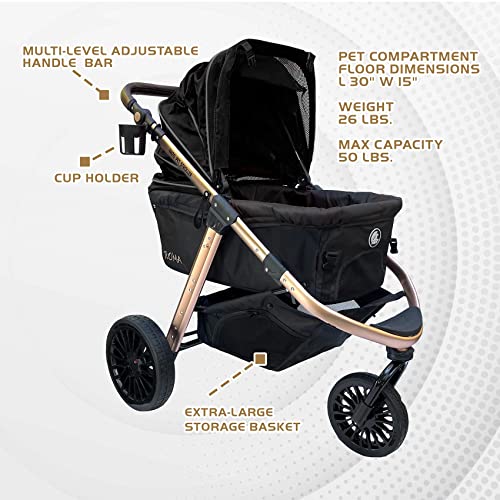 MULTI-LEVEL ADJUSTABLE
HANDLE BAR
PET COMPARTMENT
FLOOR DIMENSIONS
L 30" W 15"
WEIGHT
26 LBS.
MAX CAPACITY
50 LBS.
CUP HOLDER
ROMA
EXTRA-LARGE
STORAGE BASKET